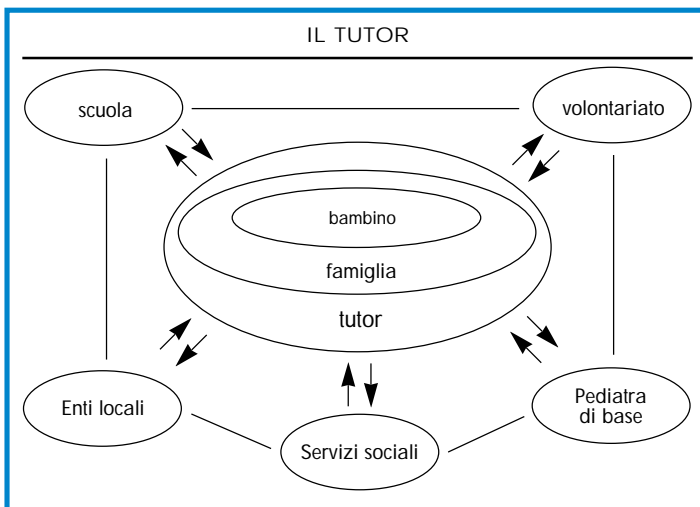 IL TUTOR
scuola
volontariato
bambino
famiglia
tutor
Enti locali
Servizi sociali
Pediatra
di base